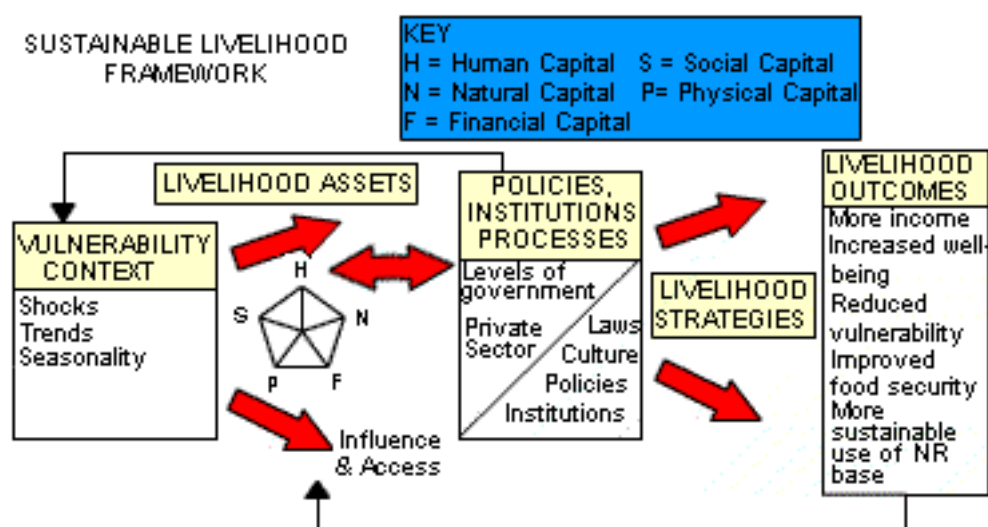 SUSTAINABLE LIVELIHOOD
FRAMEWORK
KEY
H = Human Capital S = Social Capital
N = Natural Capital P= Physical Capital
F = Financial Capital
LIVELIHOOD ASSETS
VULNERABILITY
CONTEXT
Shocks
Trends
Seasonality
H
S
N
P
F
Influence
& Access
POLICIES,
INSTITUTIONS
PROCESSES
Levels of
government
Private
Sector
Laws
Culture
Policies
Institutions
LIVELIHOOD
STRATEGIES
LIVELIHOOD
OUTCOMES
More income
Increased well-
being
Reduced
vulnerability
Improved
food security
More
sustainable
use of NR
base